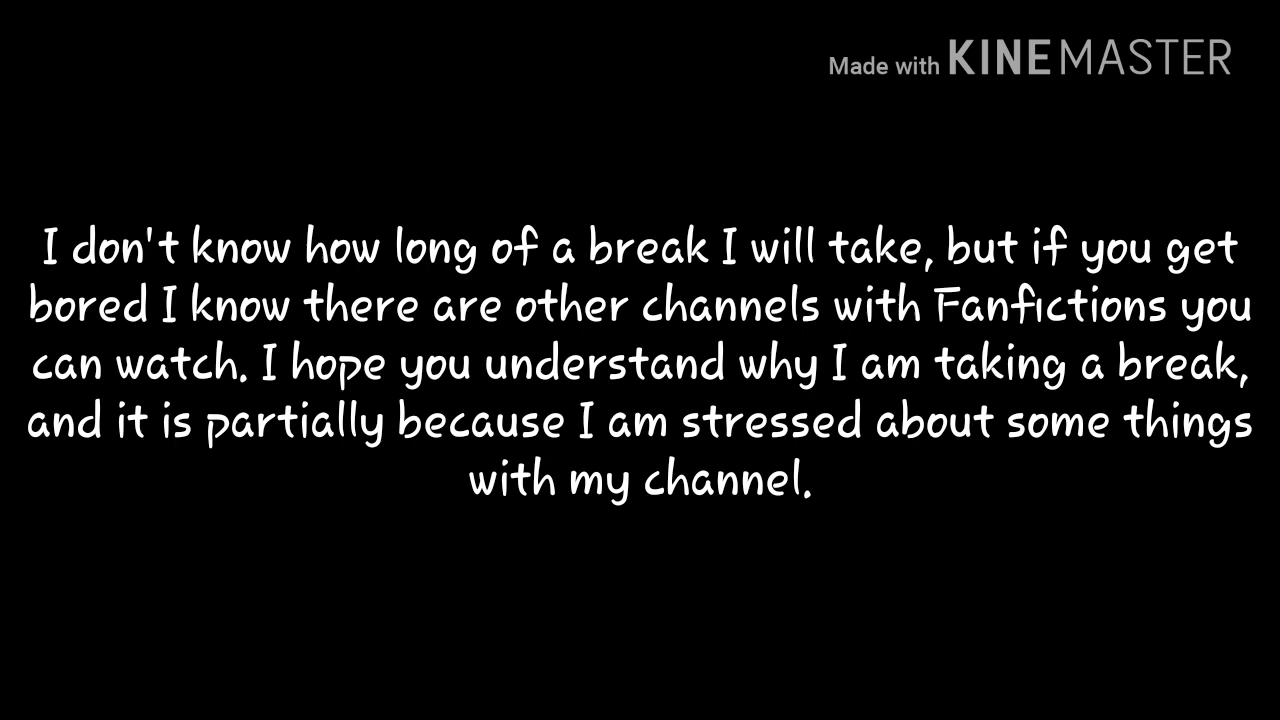 Made with KINEMASTER
I don't know how long of a break I will take, but if you get
bored I know there are other channels with Fanfictions you
can watch. I hope you understand why I am taking a break,
and it is partially because I am stressed about some things
with my channel.